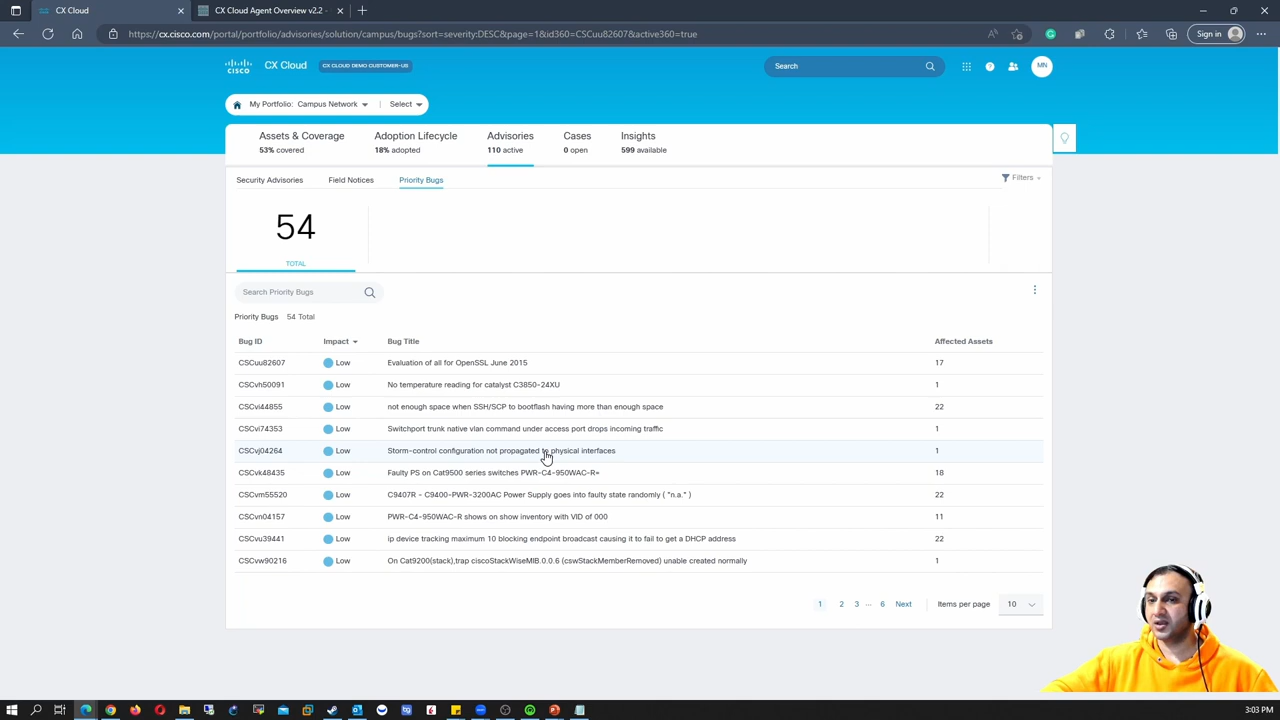 CX Cloud
CX Cloud Agent Overview v2.2 -
https://cx.cisco.com/portal/portfolio/advisories/solution/campus/bugs?sort=severity:DESC&page=1&id360=CSCuu82607&active360=true
Sign in
CISCO
CX Cloud
CX CLOUD DEMO CUSTOMER-US
Search
MN
My Portfolio: Campus Network
Select
Assets & Coverage
53% covered
Adoption Lifecycle
18% adopted
Advisories
110 active
Cases
0 open
Insights
599 available
Security Advisories
Field Notices
Priority Bugs
Filters
54
TOTAL
Search Priority Bugs
Priority Bugs 54 Total
Bug ID Impact Bug Title Affected Assets
CSCuu82607 Low Evaluation of all for OpenSSL June 2015 17
CSCvh50091 Low No temperature reading for catalyst C3850-24XU 1
CSCvi44855 Low not enough space when SSH/SCP to bootflash having more than enough space 22
CSCvi74353 Low Switchport trunk native vlan command under access port drops incoming traffic 1
CSCvj04264 Low Storm-control configuration not propagated to physical interfaces 1
CSCvk48435 Low Faulty PS on Cat9500 series switches PWR-C4-950WAC-R= 18
CSCvm55520 Low C9407R - C9400-PWR-3200AC Power Supply goes into faulty state randomly ( "n.a." ) 22
CSCvn04157 Low PWR-C4-950WAC-R shows on show inventory with VID of 000 11
CSCvu39441 Low ip device tracking maximum 10 blocking endpoint broadcast causing it to fail to get a DHCP address 22
CSCvw90216 Low On Cat9200(stack),trap ciscoStackWiseMIB.0.0.6 (cswStackMemberRemoved) unable created normally 1
1 2 3 ... 6 Next Items per page 10
3:03 PM